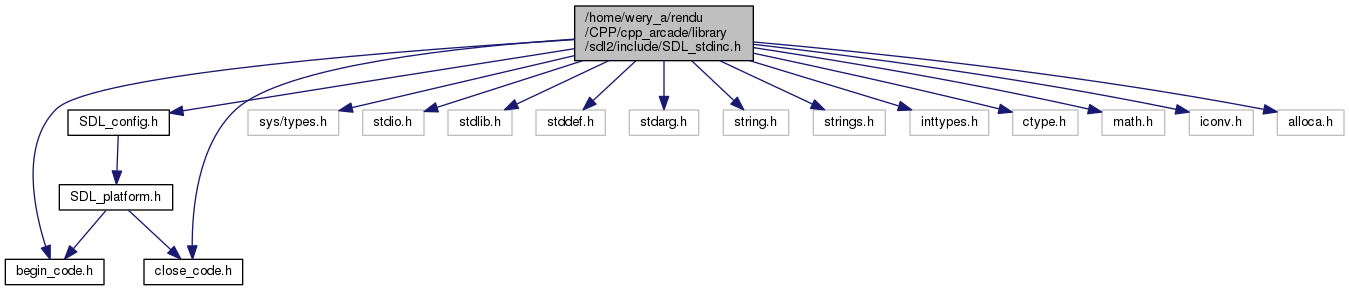 /home/wery_a/rendu
/CPP/cpp_arcade/library
/sdl2/include/SDL_stdinc.h
SDL_config.h
sys/types.h
stdio.h
stdlib.h
stddef.h
stdarg.h
string.h
strings.h
inttypes.h
ctype.h
math.h
iconv.h
alloca.h
SDL_platform.h
begin_code.h
close_code.h